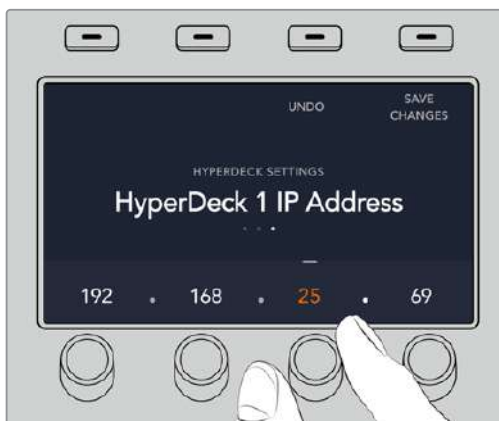 UNDO
SAVE
CHANGES
HYPERDECK SETTINGS
HyperDeck 1 IP Address
192 . 168 . 25 . 69